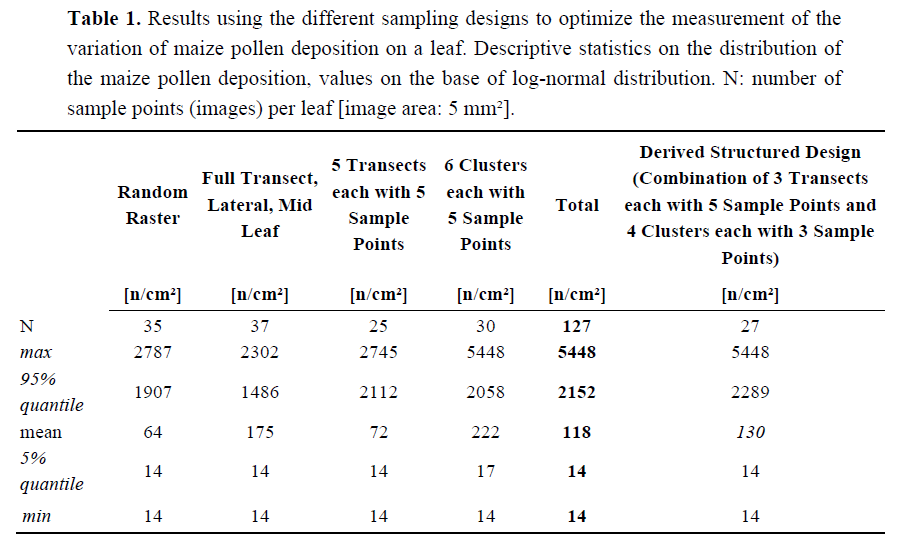 Table 1. Results using the different sampling designs to optimize the measurement of the
variation of maize pollen deposition on a leaf. Descriptive statistics on the distribution of
the maize pollen deposition, values on the base of log-normal distribution. N: number of
sample points (images) per leaf [image area: 5 mm²].
Random Raster Full Transect, Lateral, Mid Leaf 5 Transects each with 5 Sample Points 6 Clusters each with 5 Sample Points Total Derived Structured Design (Combination of 3 Transects each with 5 Sample Points and 4 Clusters each with 3 Sample Points)
[n/cm²] [n/cm²] [n/cm²] [n/cm²] [n/cm²] [n/cm²]
N 35 37 25 30 127 27
max 2787 2302 2745 5448 5448 5448
95% quantile 1907 1486 2112 2058 2152 2289
mean 64 175 72 222 118 130
5% quantile 14 14 14 17 14 14
min 14 14 14 14 14 14